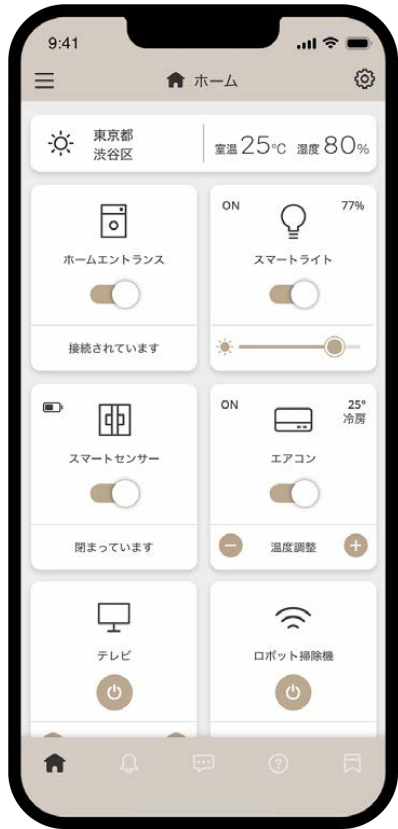 9:41
ホーム
東京都
渋谷区
室温 25℃ 湿度 80%
ホームエントランス
接続されています
ON 77%
スマートライト
スマートセンサー
閉まっています
ON 25°
冷房
エアコン
温度調整
テレビ
ロボット掃除機